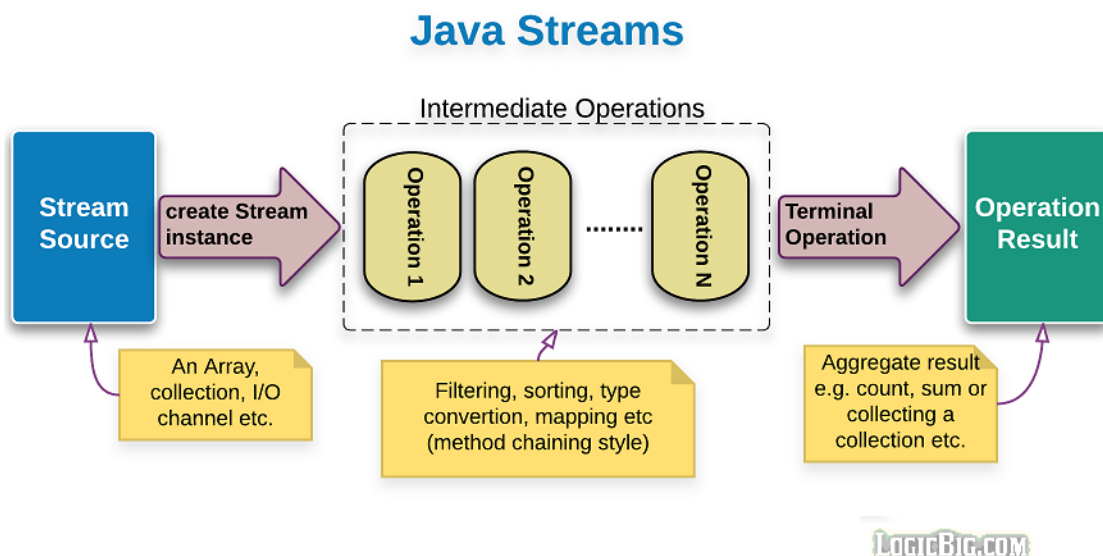 Java Streams
Intermediate Operations
Stream
Source
create Stream
instance
Operation 1
Operation 2
Operation N
Terminal
Operation
Operation
Result
An Array,
collection, I/O
channel etc.
Filtering, sorting, type
convertion, mapping etc
(method chaining style)
Aggregate result
e.g. count, sum or
collecting a
collection etc.
LogicBig.com